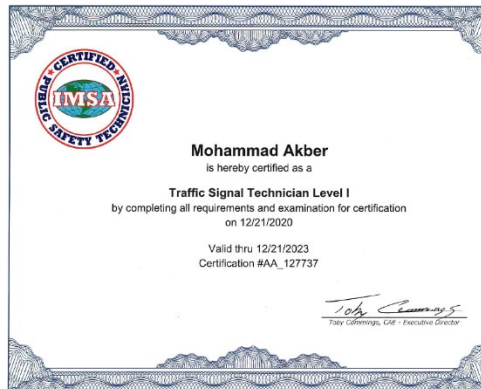 CERTIFIED
PUBLIC SAFETY TECHNICIAN
IMSA
Mohammad Akber
is hereby certified as a
Traffic Signal Technician Level I
by completing all requirements and examination for certification
on 12/21/2020
Valid thru 12/21/2023
Certification #AA_127737
Toby Cummings
Toby Cummings, CAE - Executive Director